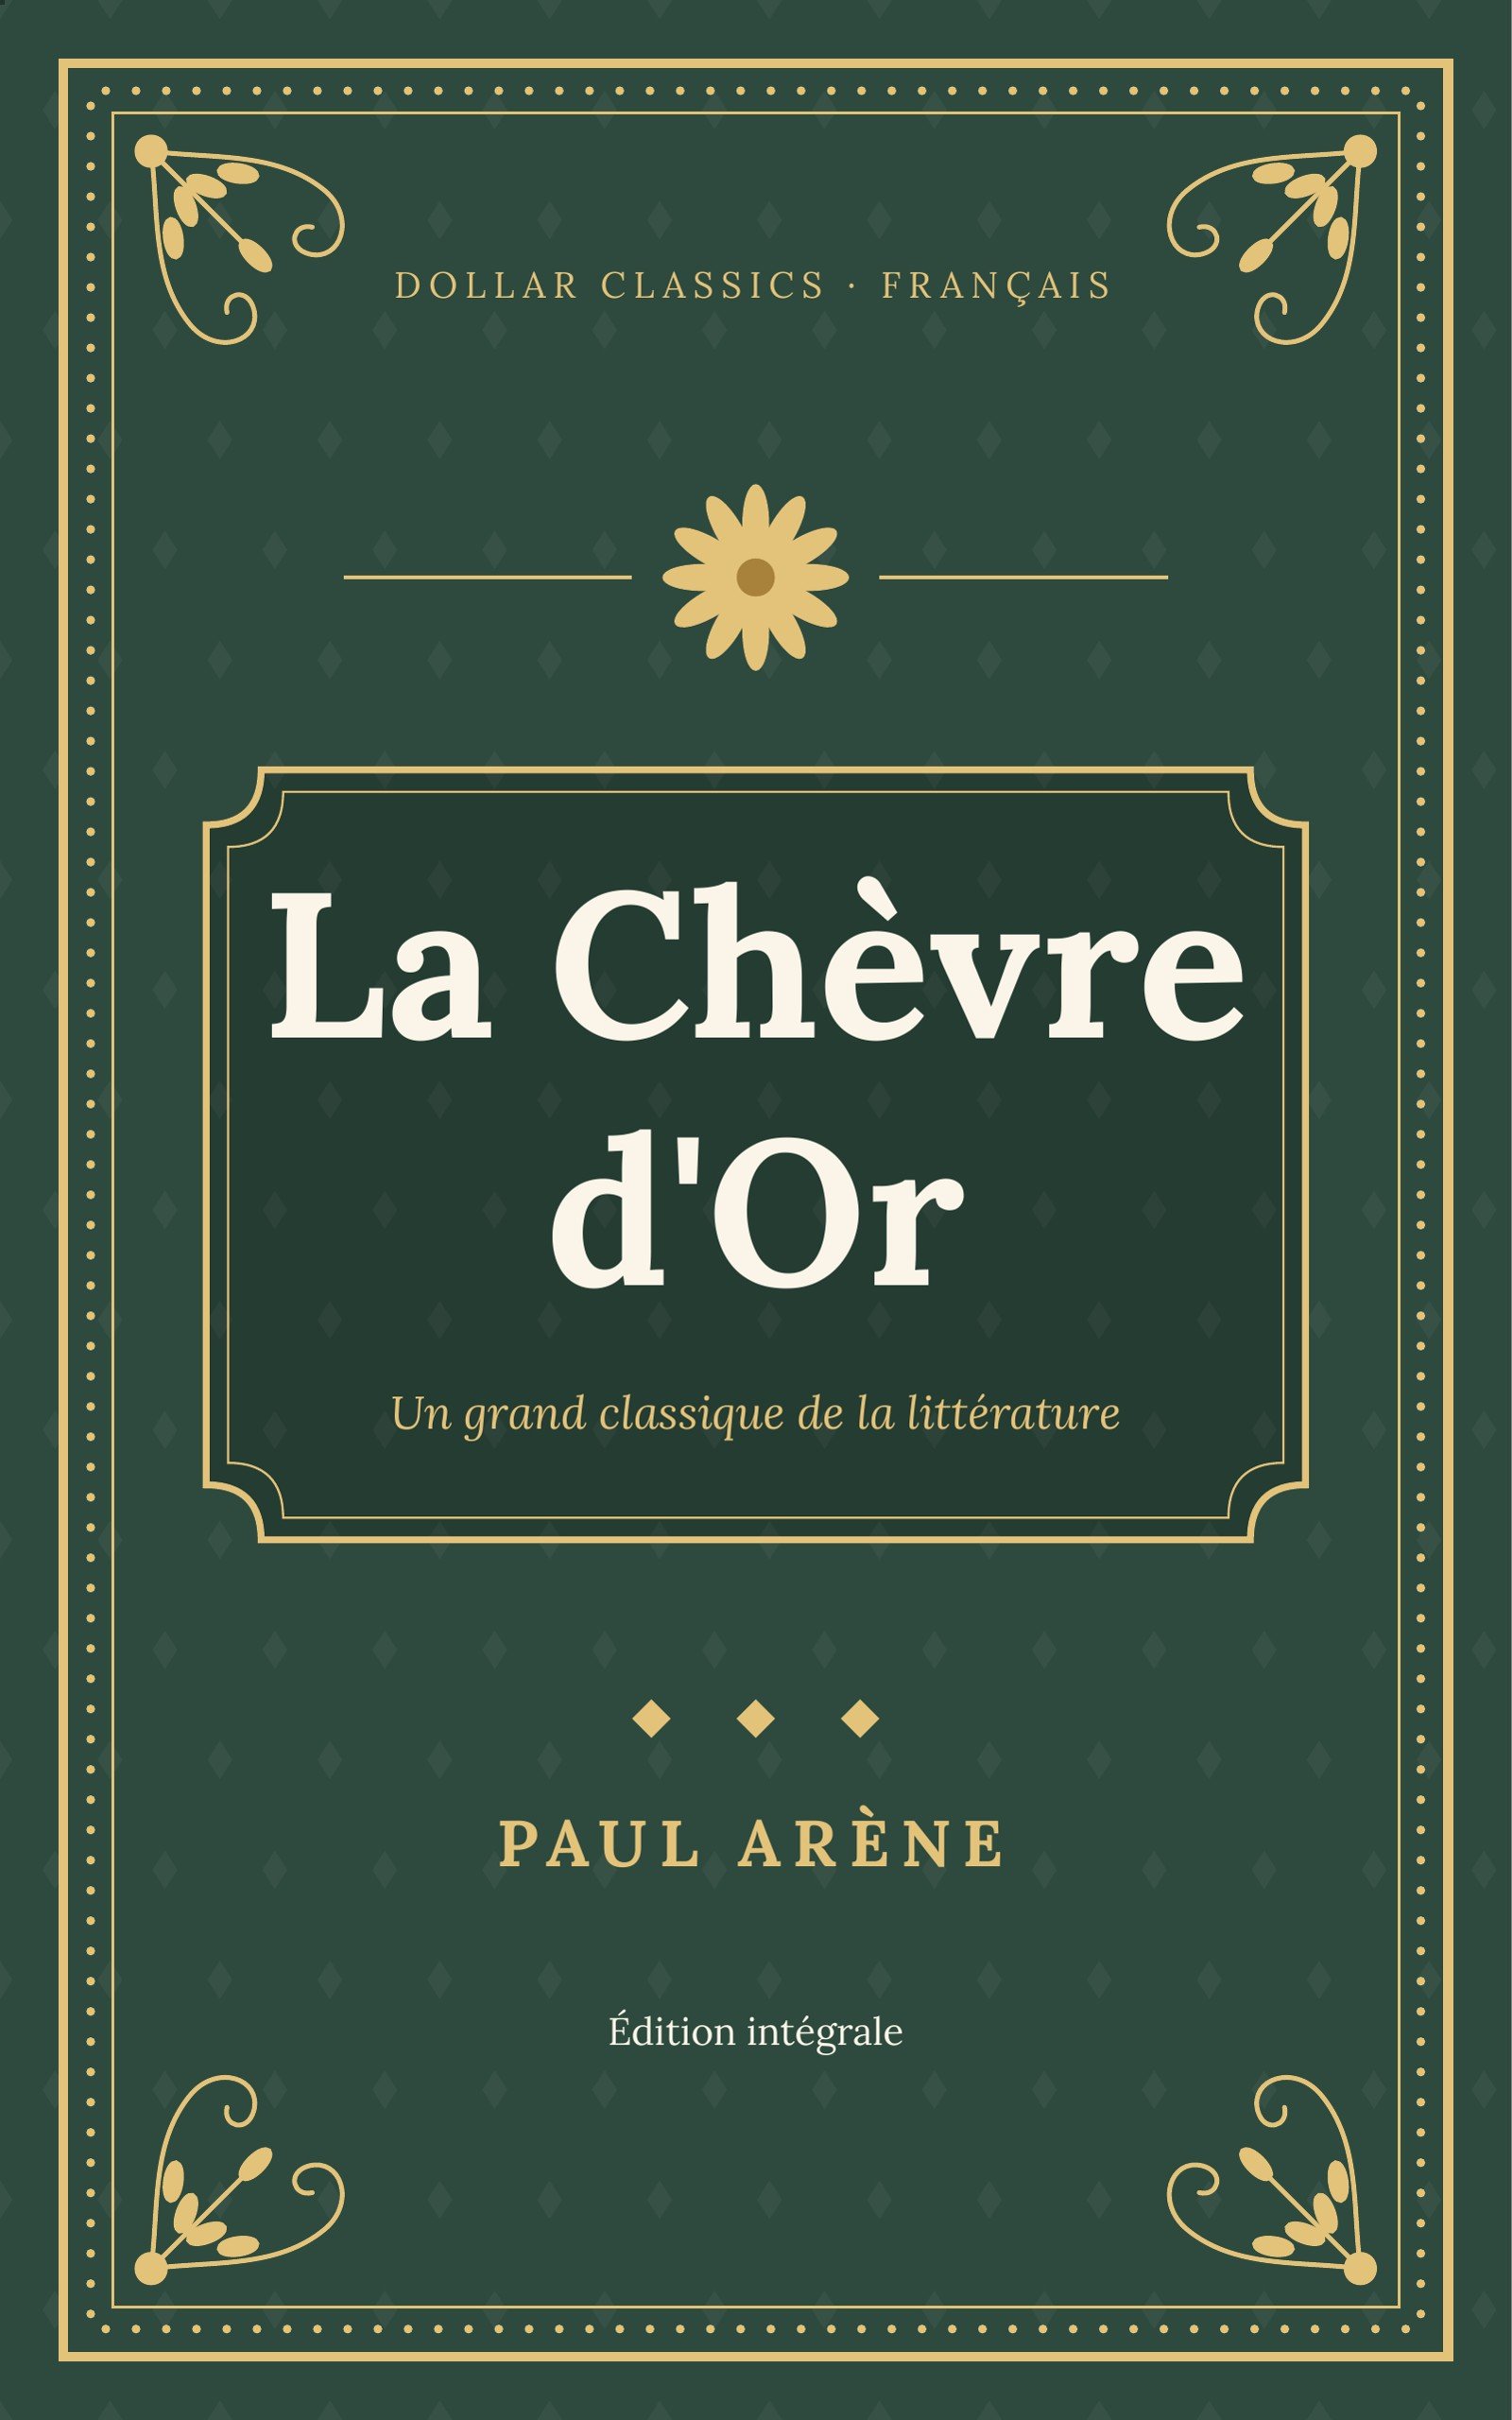 DOLLAR CLASSICS · FRANÇAIS
La Chèvre
d'Or
Un grand classique de la littérature
PAUL ARÈNE
Édition intégrale